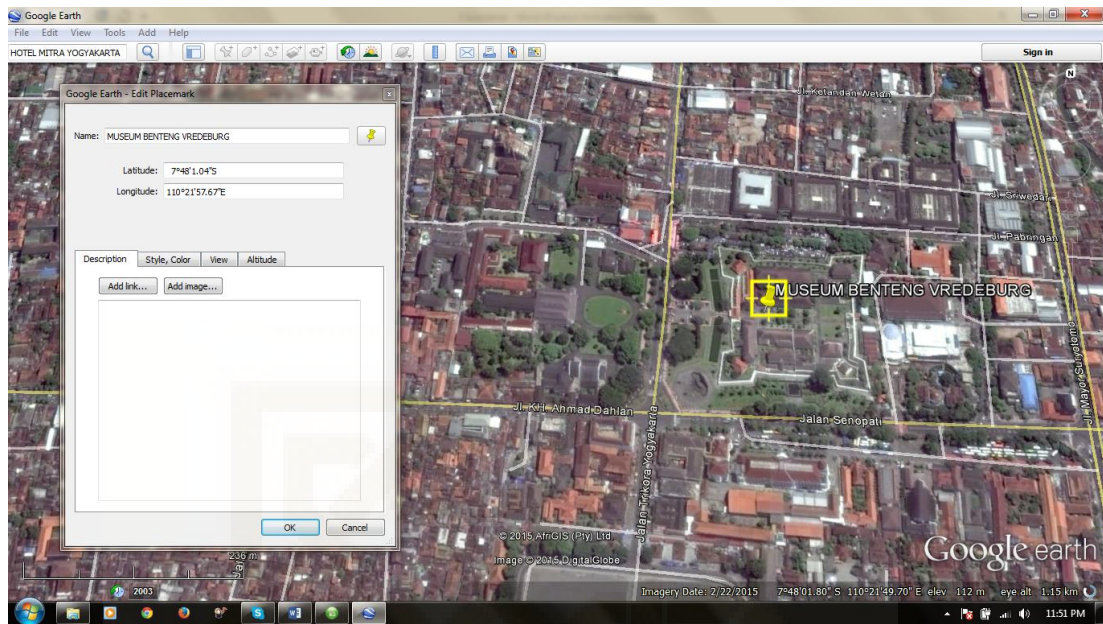 Google Earth
File Edit View Tools Add Help
HOTEL MITRA YOGYAKARTA
Sign in
N
Google Earth - Edit Placemark
Name: MUSEUM BENTENG VREDEBURG
Latitude: 7°48'1.04"S
Longitude: 110°21'57.67"E
Description Style, Color View Altitude
Add link... Add image...
OK Cancel
Jl. Ketandan Wetan
Jl. Sriwedar
Jl. Pabringan
MUSEUM BENTENG VREDEBURG
Jl. Mayor Suryotomo
Jl. KH. Ahmad Dahlan
Jalan Senopati
Jalan Trikora Yogyakarta
© 2015 AfriGIS (Pty) Ltd.
Image © 2015 DigitalGlobe
Google earth
236 m
2003
Imagery Date: 2/22/2015 7°48'01.80" S 110°21'49.70" E elev 112 m eye alt 1.15 km
11:51 PM